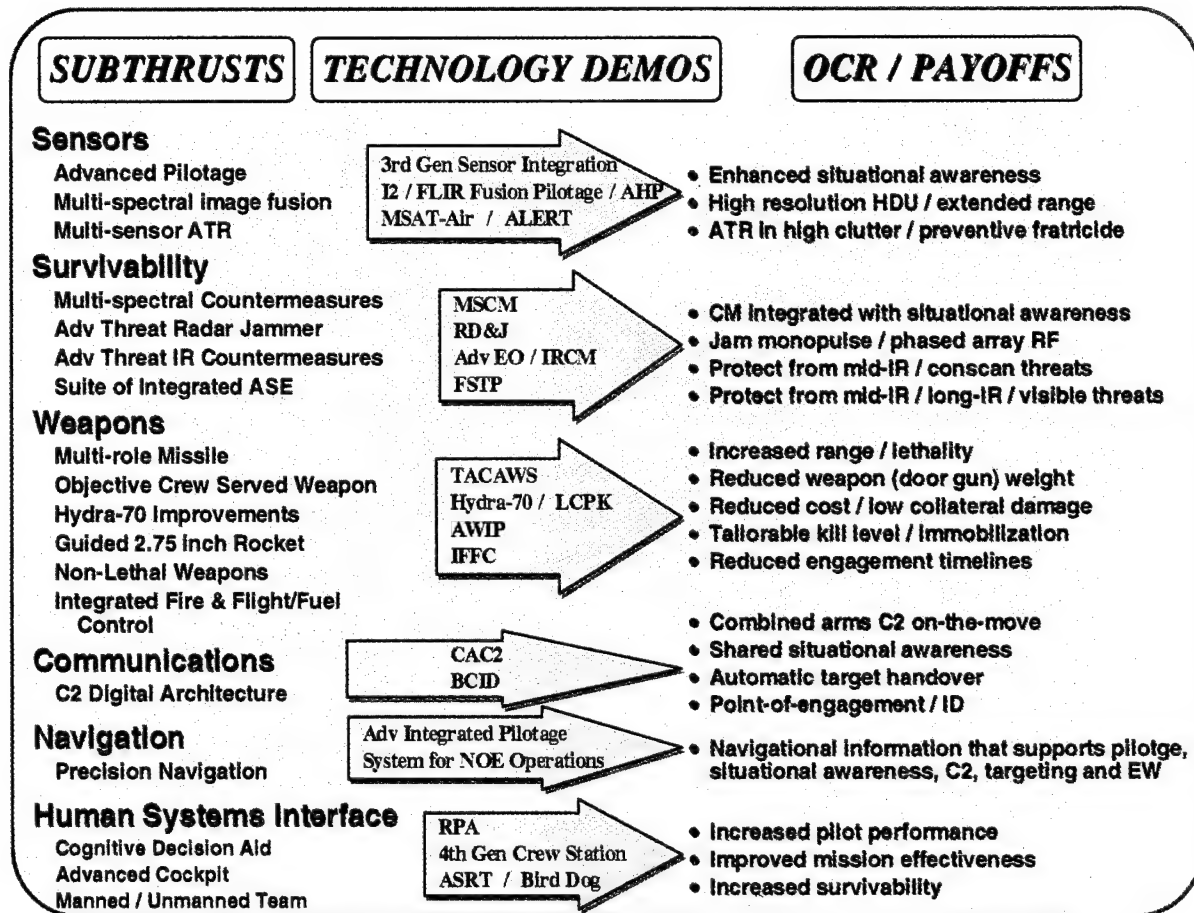 SUBTHRUSTS
TECHNOLOGY DEMOS
OCR / PAYOFFS
Sensors
Advanced Pilotage
Multi-spectral image fusion
Multi-sensor ATR
3rd Gen Sensor Integration
I2 / FLIR Fusion Pilotage / AHP
MSAT-Air / ALERT
• Enhanced situational awareness
• High resolution HDU / extended range
• ATR in high clutter / preventive fratricide
Survivability
Multi-spectral Countermeasures
Adv Threat Radar Jammer
Adv Threat IR Countermeasures
Suite of Integrated ASE
MSCM
RD&J
Adv EO / IRCM
FSTP
• CM integrated with situational awareness
• Jam monopulse / phased array RF
• Protect from mid-IR / conscan threats
• Protect from mid-IR / long-IR / visible threats
Weapons
Multi-role Missile
Objective Crew Served Weapon
Hydra-70 Improvements
Guided 2.75 inch Rocket
Non-Lethal Weapons
Integrated Fire & Flight/Fuel
Control
TACAWS
Hydra-70 / LCPK
AWIP
IFFC
• Increased range / lethality
• Reduced weapon (door gun) weight
• Reduced cost / low collateral damage
• Tailorable kill level / immobilization
• Reduced engagement timelines
Communications
C2 Digital Architecture
CAC2
BCID
• Combined arms C2 on-the-move
• Shared situational awareness
• Automatic target handover
• Point-of-engagement / ID
Navigation
Precision Navigation
Adv Integrated Pilotage
System for NOE Operations
• Navigational information that supports pilotge,
situational awareness, C2, targeting and EW
Human Systems Interface
Cognitive Decision Aid
Advanced Cockpit
Manned / Unmanned Team
RPA
4th Gen Crew Station
ASRT / Bird Dog
• Increased pilot performance
• Improved mission effectiveness
• Increased survivability